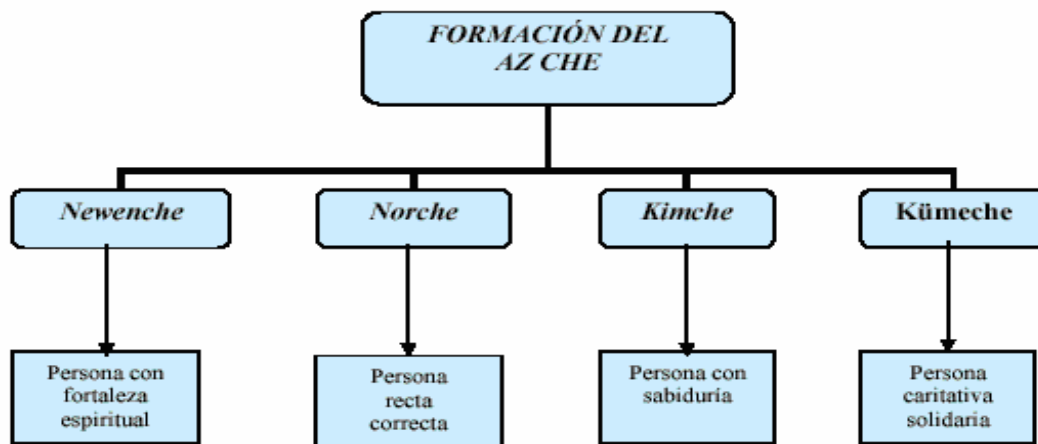 FORMACIÓN DEL
AZ CHE
Newenche
Norche
Kimche
Kümeche
Persona con
fortaleza
espiritual
Persona
recta
correcta
Persona con
sabiduría
Persona
caritativa
solidaria